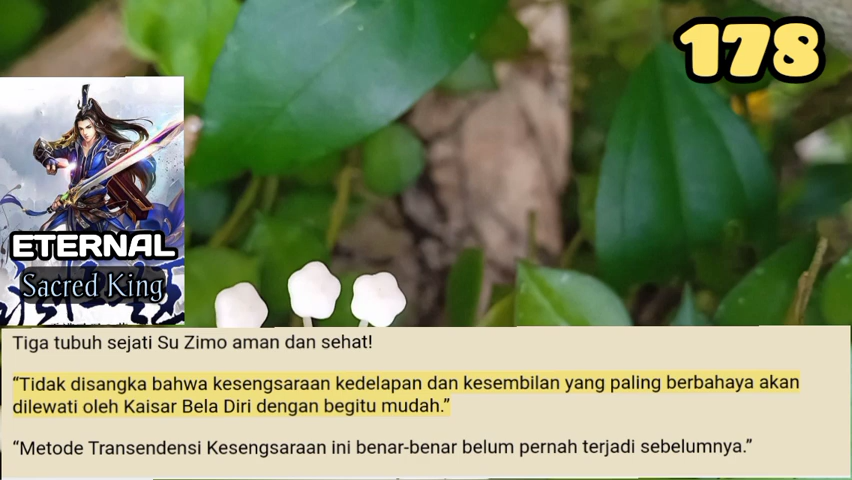 178
ETERNAL
Sacred King
Tiga tubuh sejati Su Zimo aman dan sehat!
“Tidak disangka bahwa kesengsaraan kedelapan dan kesembilan yang paling berbahaya akan
dilewati oleh Kaisar Bela Diri dengan begitu mudah.”
“Metode Transendensi Kesengsaraan ini benar-benar belum pernah terjadi sebelumnya.”